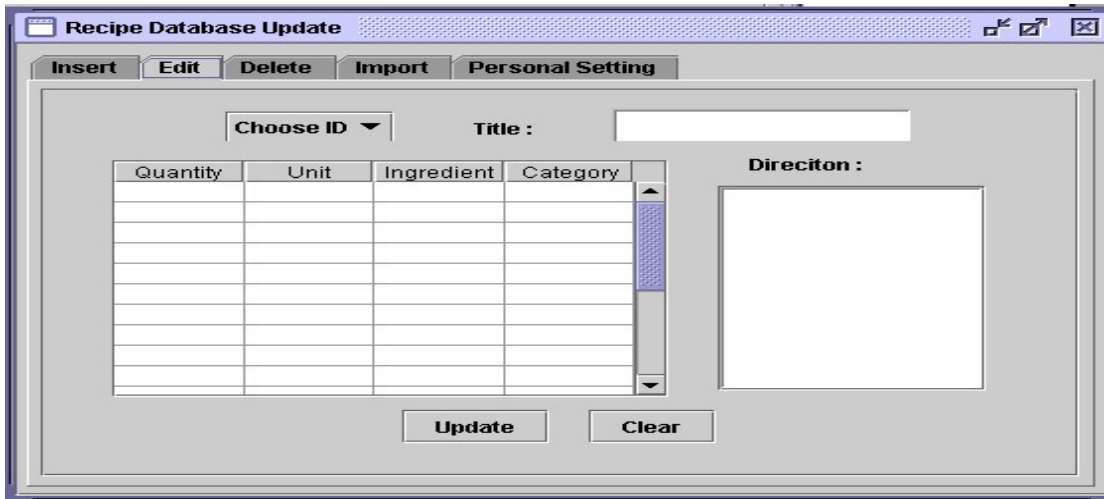 Recipe Database Update
Insert Edit Delete Import Personal Setting
Choose ID Title :
Quantity Unit Ingredient Category
Direciton :
Update Clear